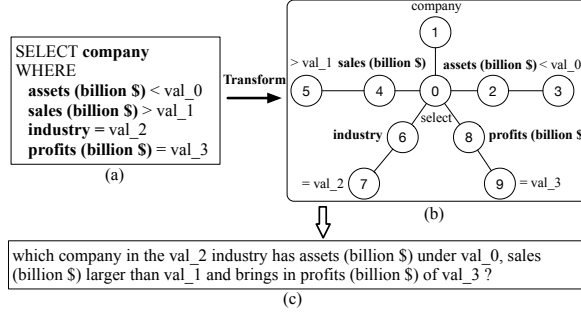 SELECT company
WHERE
assets (billion $) < val_0
sales (billion $) > val_1
industry = val_2
profits (billion $) = val_3
(a)
Transform
company
1
> val_1 sales (billion $) assets (billion $) < val_0
5 4 0 2 3
select
industry 6 8 profits (billion $)
= val_2 7 9 = val_3
(b)
which company in the val_2 industry has assets (billion $) under val_0, sales
(billion $) larger than val_1 and brings in profits (billion $) of val_3 ?
(c)